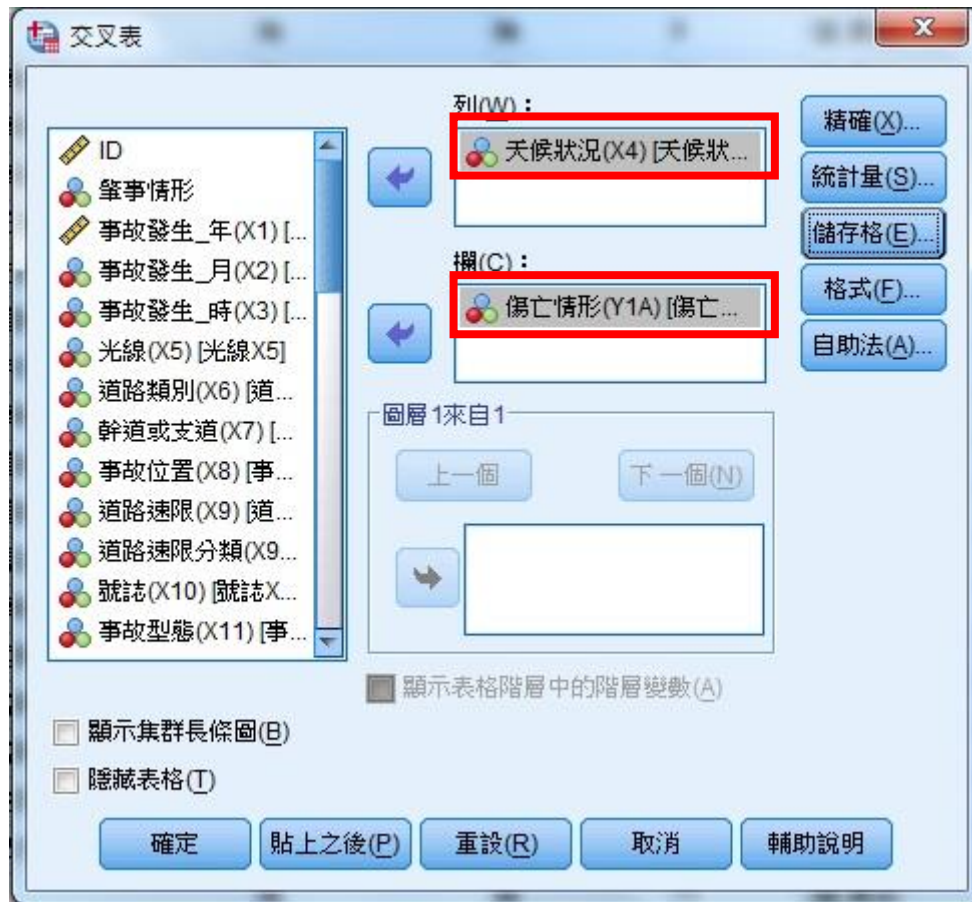 交叉表
ID
肇事情形
事故發生_年(X1) [...
事故發生_月(X2) [...
事故發生_時(X3) [...
光線(X5) [光線X5]
道路類別(X6) [道...
幹道或支道(X7) [...
事故位置(X8) [事...
道路速限(X9) [道...
道路速限分類(X9...
號誌(X10) [號誌X...
事故型態(X11) [事...
列(W)：
天候狀況(X4) [天候狀...
欄(C)：
傷亡情形(Y1A) [傷亡...
圖層1來自1
上一個
下一個(N)
顯示表格階層中的階層變數(A)
精確(X)...
統計量(S)...
儲存格(E)...
格式(F)...
自助法(A)...
顯示集群長條圖(B)
隱藏表格(T)
確定
貼上之後(P)
重設(R)
取消
輔助說明